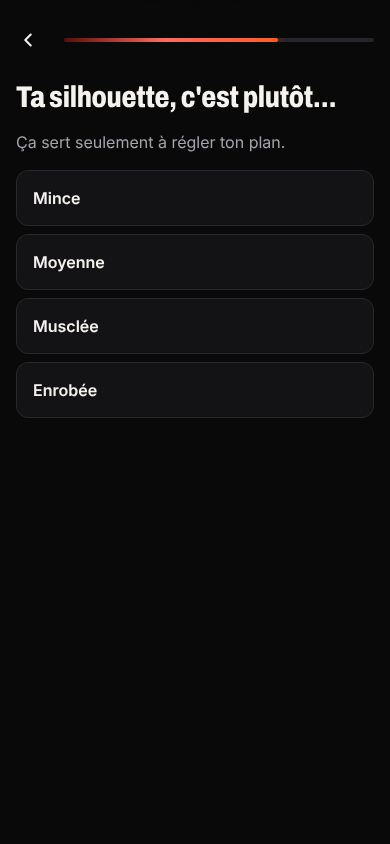 Ta silhouette, c'est plutôt...
Ça sert seulement à régler ton plan.
Mince
Moyenne
Musclée
Enrobée